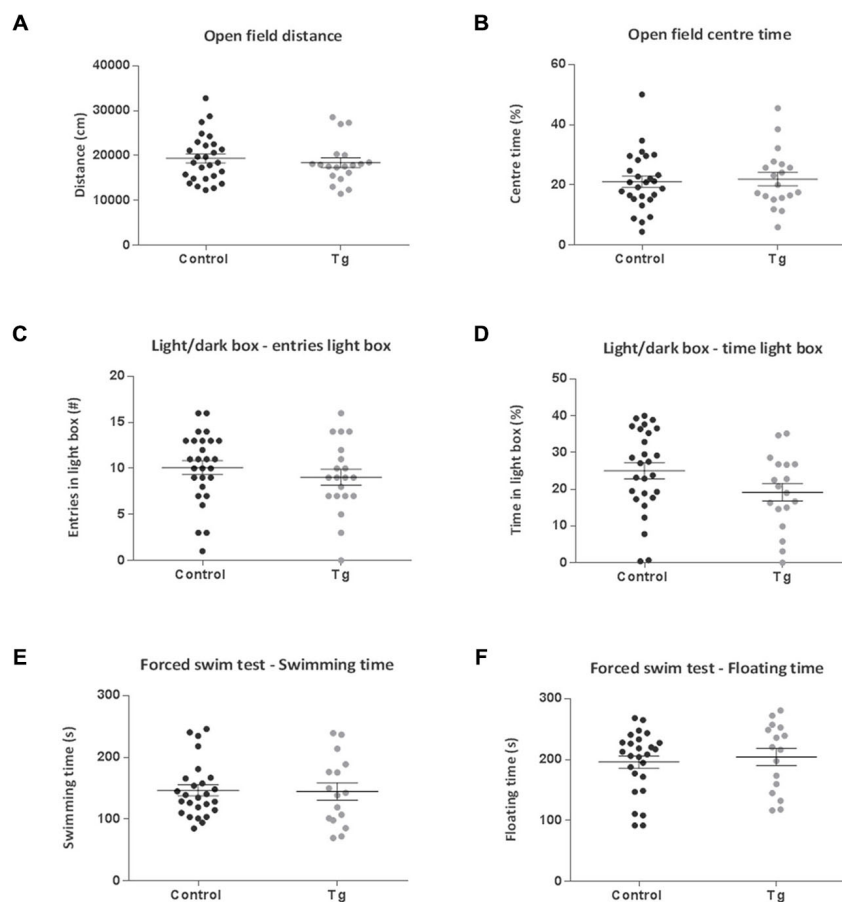 A
Open field distance
Distance (cm)
40000
30000
20000
10000
0
Control Tg
B
Open field centre time
Centre time (%)
60
40
20
0
Control Tg
C
Light/dark box - entries light box
Entries in light box (#)
20
15
10
5
0
Control Tg
D
Light/dark box - time light box
Time in light box (%)
50
40
30
20
10
0
Control Tg
E
Forced swim test - Swimming time
Swimming time (s)
300
200
100
0
Control Tg
F
Forced swim test - Floating time
Floating time (s)
300
200
100
0
Control Tg